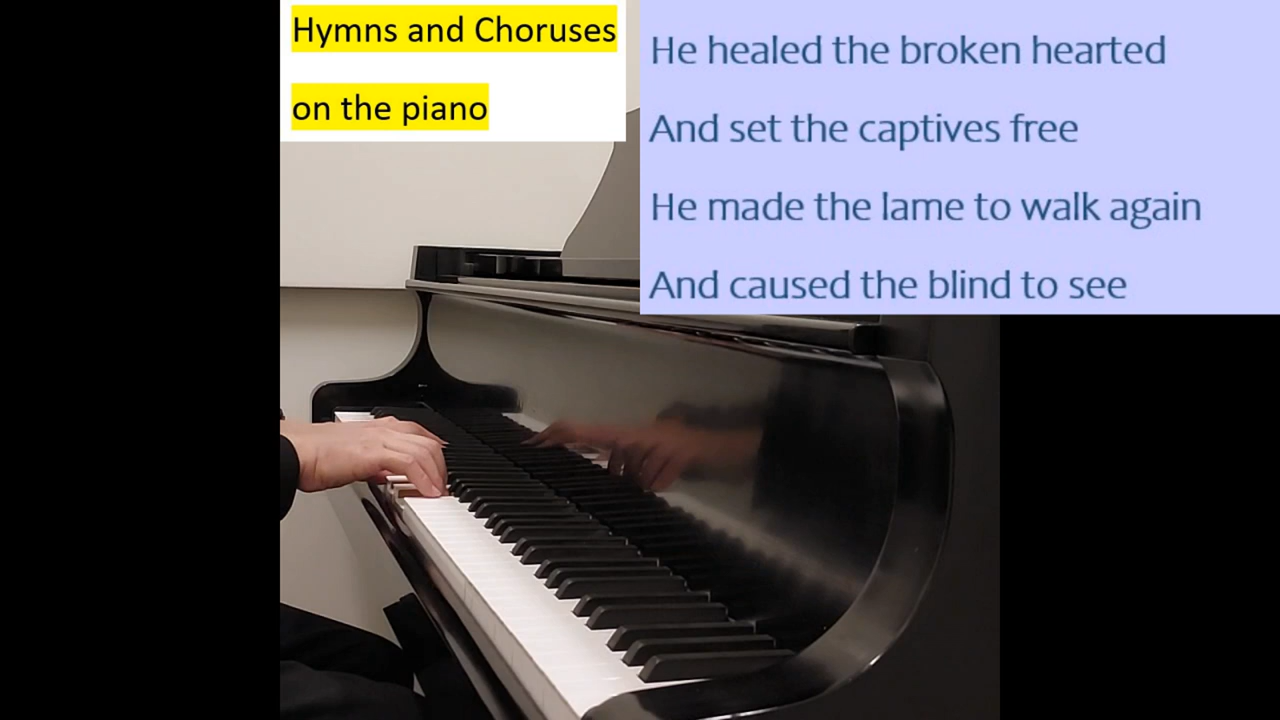 Hymns and Choruses
on the piano
He healed the broken hearted
And set the captives free
He made the lame to walk again
And caused the blind to see